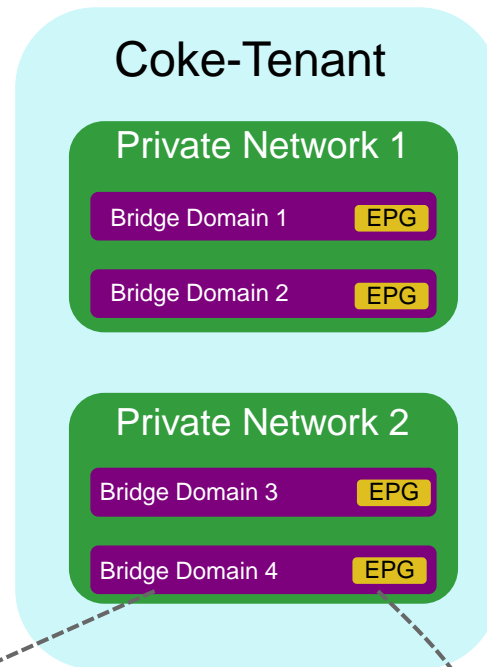 Coke-Tenant
Private Network 1
Bridge Domain 1 EPG
Bridge Domain 2 EPG
Private Network 2
Bridge Domain 3 EPG
Bridge Domain 4 EPG